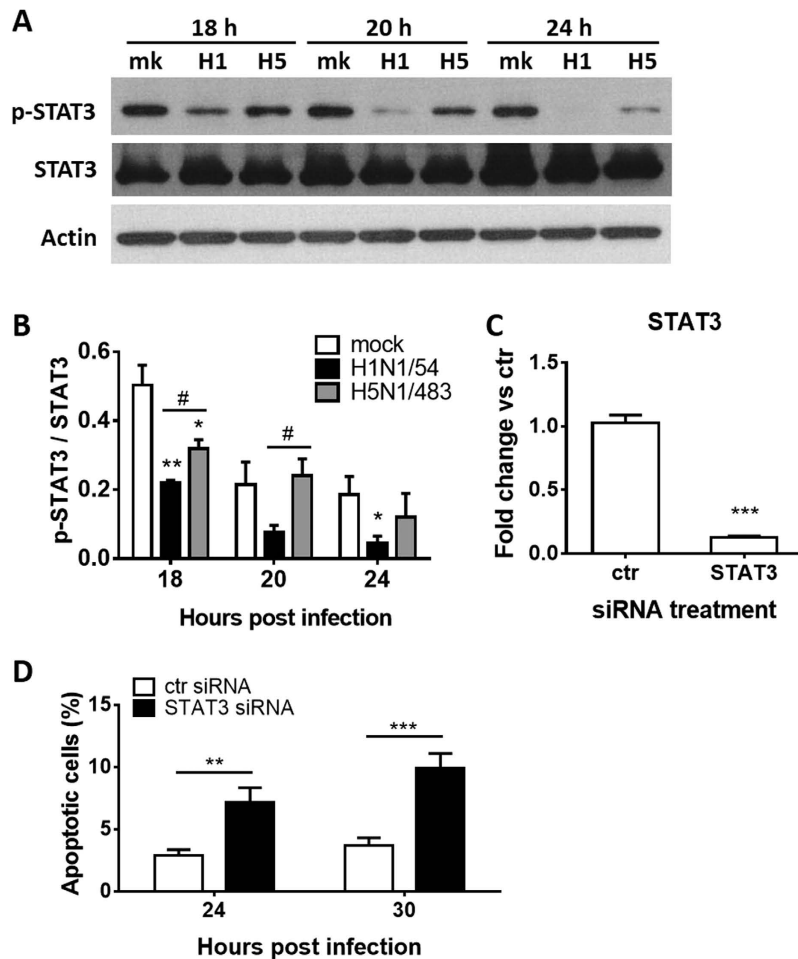 A
18 h 20 h 24 h
mk H1 H5 mk H1 H5 mk H1 H5
p-STAT3
STAT3
Actin
B
mock
H1N1/54
H5N1/483
p-STAT3 / STAT3
0.6
0.4
0.2
0.0
#
**
*
#
*
18 20 24
Hours post infection
C
STAT3
Fold change vs ctr
1.5
1.0
0.5
0.0
***
ctr STAT3
siRNA treatment
D
ctr siRNA
STAT3 siRNA
Apoptotic cells (%)
15
10
5
0
**
***
24 30
Hours post infection